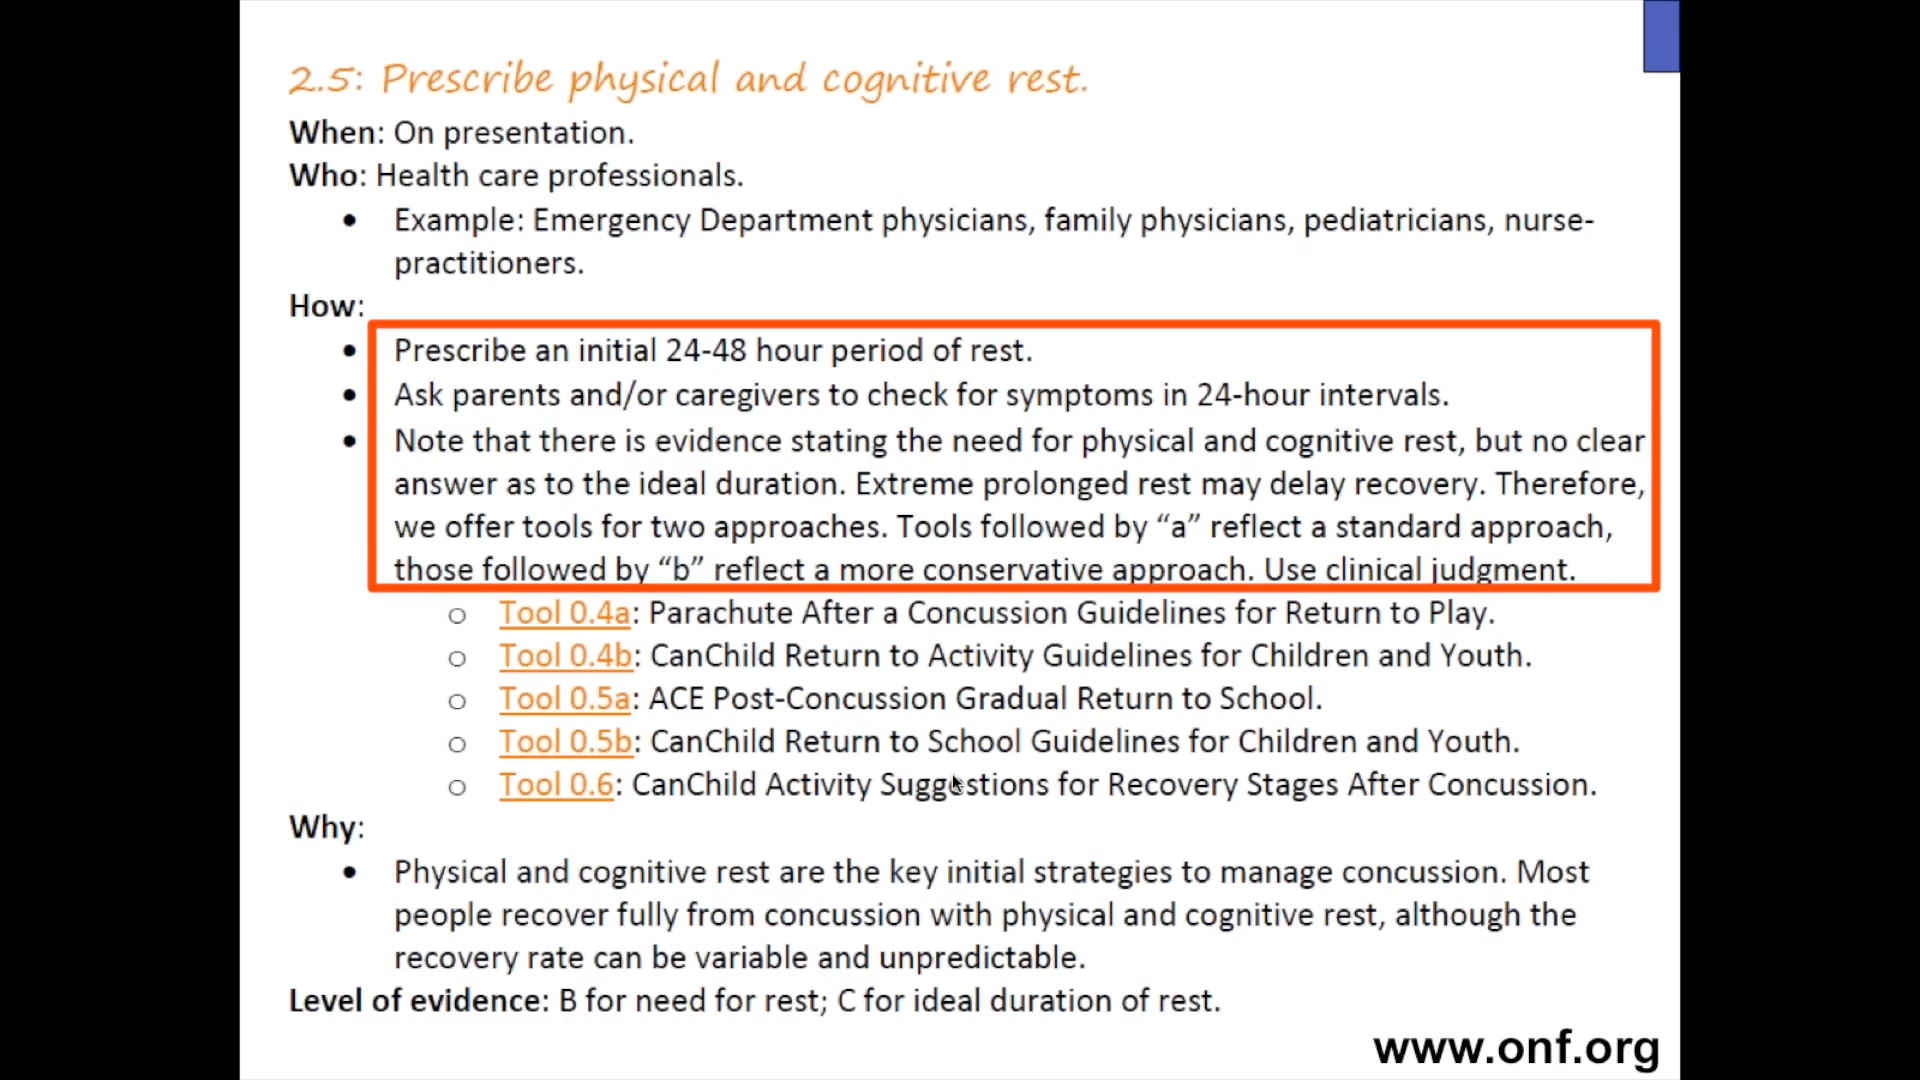 2.5: Prescribe physical and cognitive rest.
When: On presentation.
Who: Health care professionals.
• Example: Emergency Department physicians, family physicians, pediatricians, nurse-
practitioners.
How:
• Prescribe an initial 24-48 hour period of rest.
• Ask parents and/or caregivers to check for symptoms in 24-hour intervals.
• Note that there is evidence stating the need for physical and cognitive rest, but no clear
answer as to the ideal duration. Extreme prolonged rest may delay recovery. Therefore,
we offer tools for two approaches. Tools followed by “a” reflect a standard approach,
those followed by “b” reflect a more conservative approach. Use clinical judgment.
o Tool 0.4a: Parachute After a Concussion Guidelines for Return to Play.
o Tool 0.4b: CanChild Return to Activity Guidelines for Children and Youth.
o Tool 0.5a: ACE Post-Concussion Gradual Return to School.
o Tool 0.5b: CanChild Return to School Guidelines for Children and Youth.
o Tool 0.6: CanChild Activity Suggestions for Recovery Stages After Concussion.
Why:
• Physical and cognitive rest are the key initial strategies to manage concussion. Most
people recover fully from concussion with physical and cognitive rest, although the
recovery rate can be variable and unpredictable.
Level of evidence: B for need for rest; C for ideal duration of rest.
www.onf.org